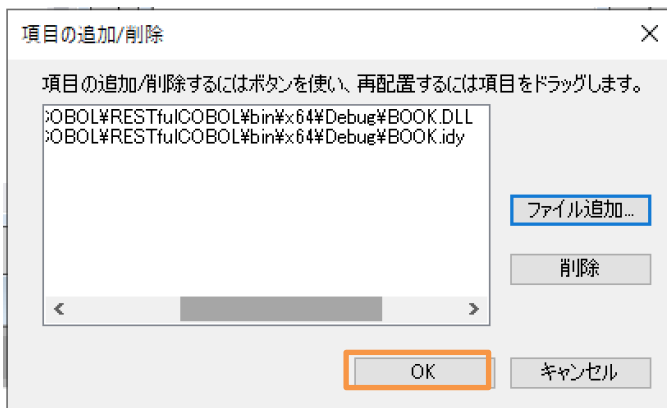 項目の追加/削除
項目の追加/削除するにはボタンを使い、再配置するには項目をドラッグします。
OBOL¥RESTfulCOBOL¥bin¥x64¥Debug¥BOOK.DLL
OBOL¥RESTfulCOBOL¥bin¥x64¥Debug¥BOOK.idy
ファイル追加...
削除
OK
キャンセル